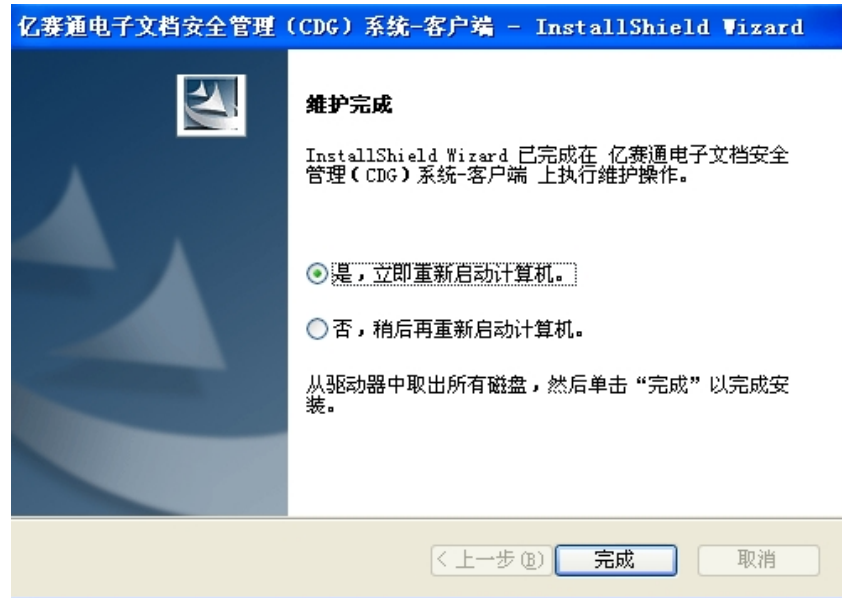 亿赛通电子文档安全管理（CDG）系统-客户端 - InstallShield Wizard
维护完成
InstallShield Wizard 已完成在 亿赛通电子文档安全
管理(CDG)系统-客户端 上执行维护操作。
是，立即重新启动计算机。
否，稍后再重新启动计算机。
从驱动器中取出所有磁盘，然后单击“完成”以完成安
装。
< 上一步(B) 完成 取消